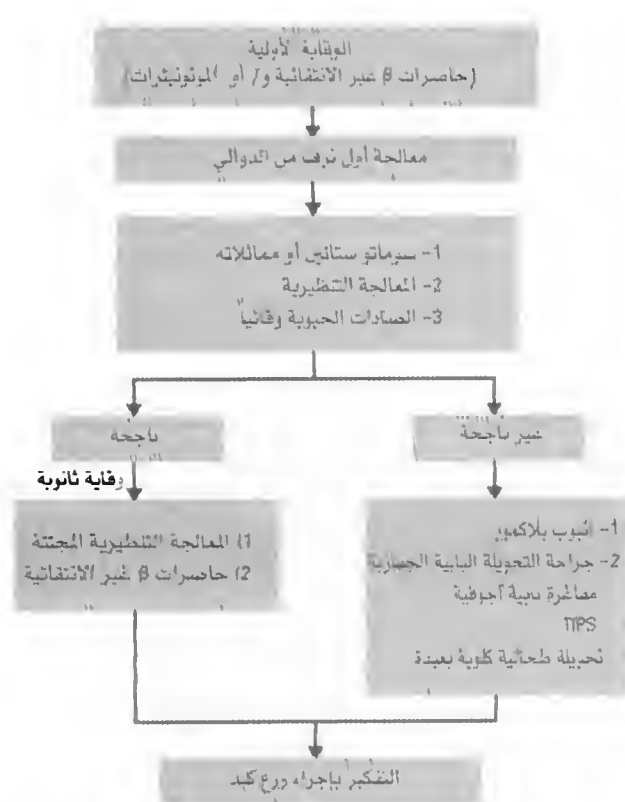 الوقاية الأولية
(حاصرات β غير الانتقائية و/ أو المونونيترات)
معالجة أول نزف من الدوالي
1- سوماتوستاتين أو مماثلاته
2- المعالجة التنظيرية
3- الصادات الحيوية وقائياً
ناجحة
غير ناجحة
وقاية ثانوية
1) المعالجة التنظيرية المجتثة
2) حاصرات β غير الانتقائية
1- انبوب بلاكمور
2- جراحة التحويلة البابية الجهازية
مفاغرة بابية أجوفية
TIPS
تحويلة طحالية كلوية بعيدة
التفكير بإجراء زرع كبد